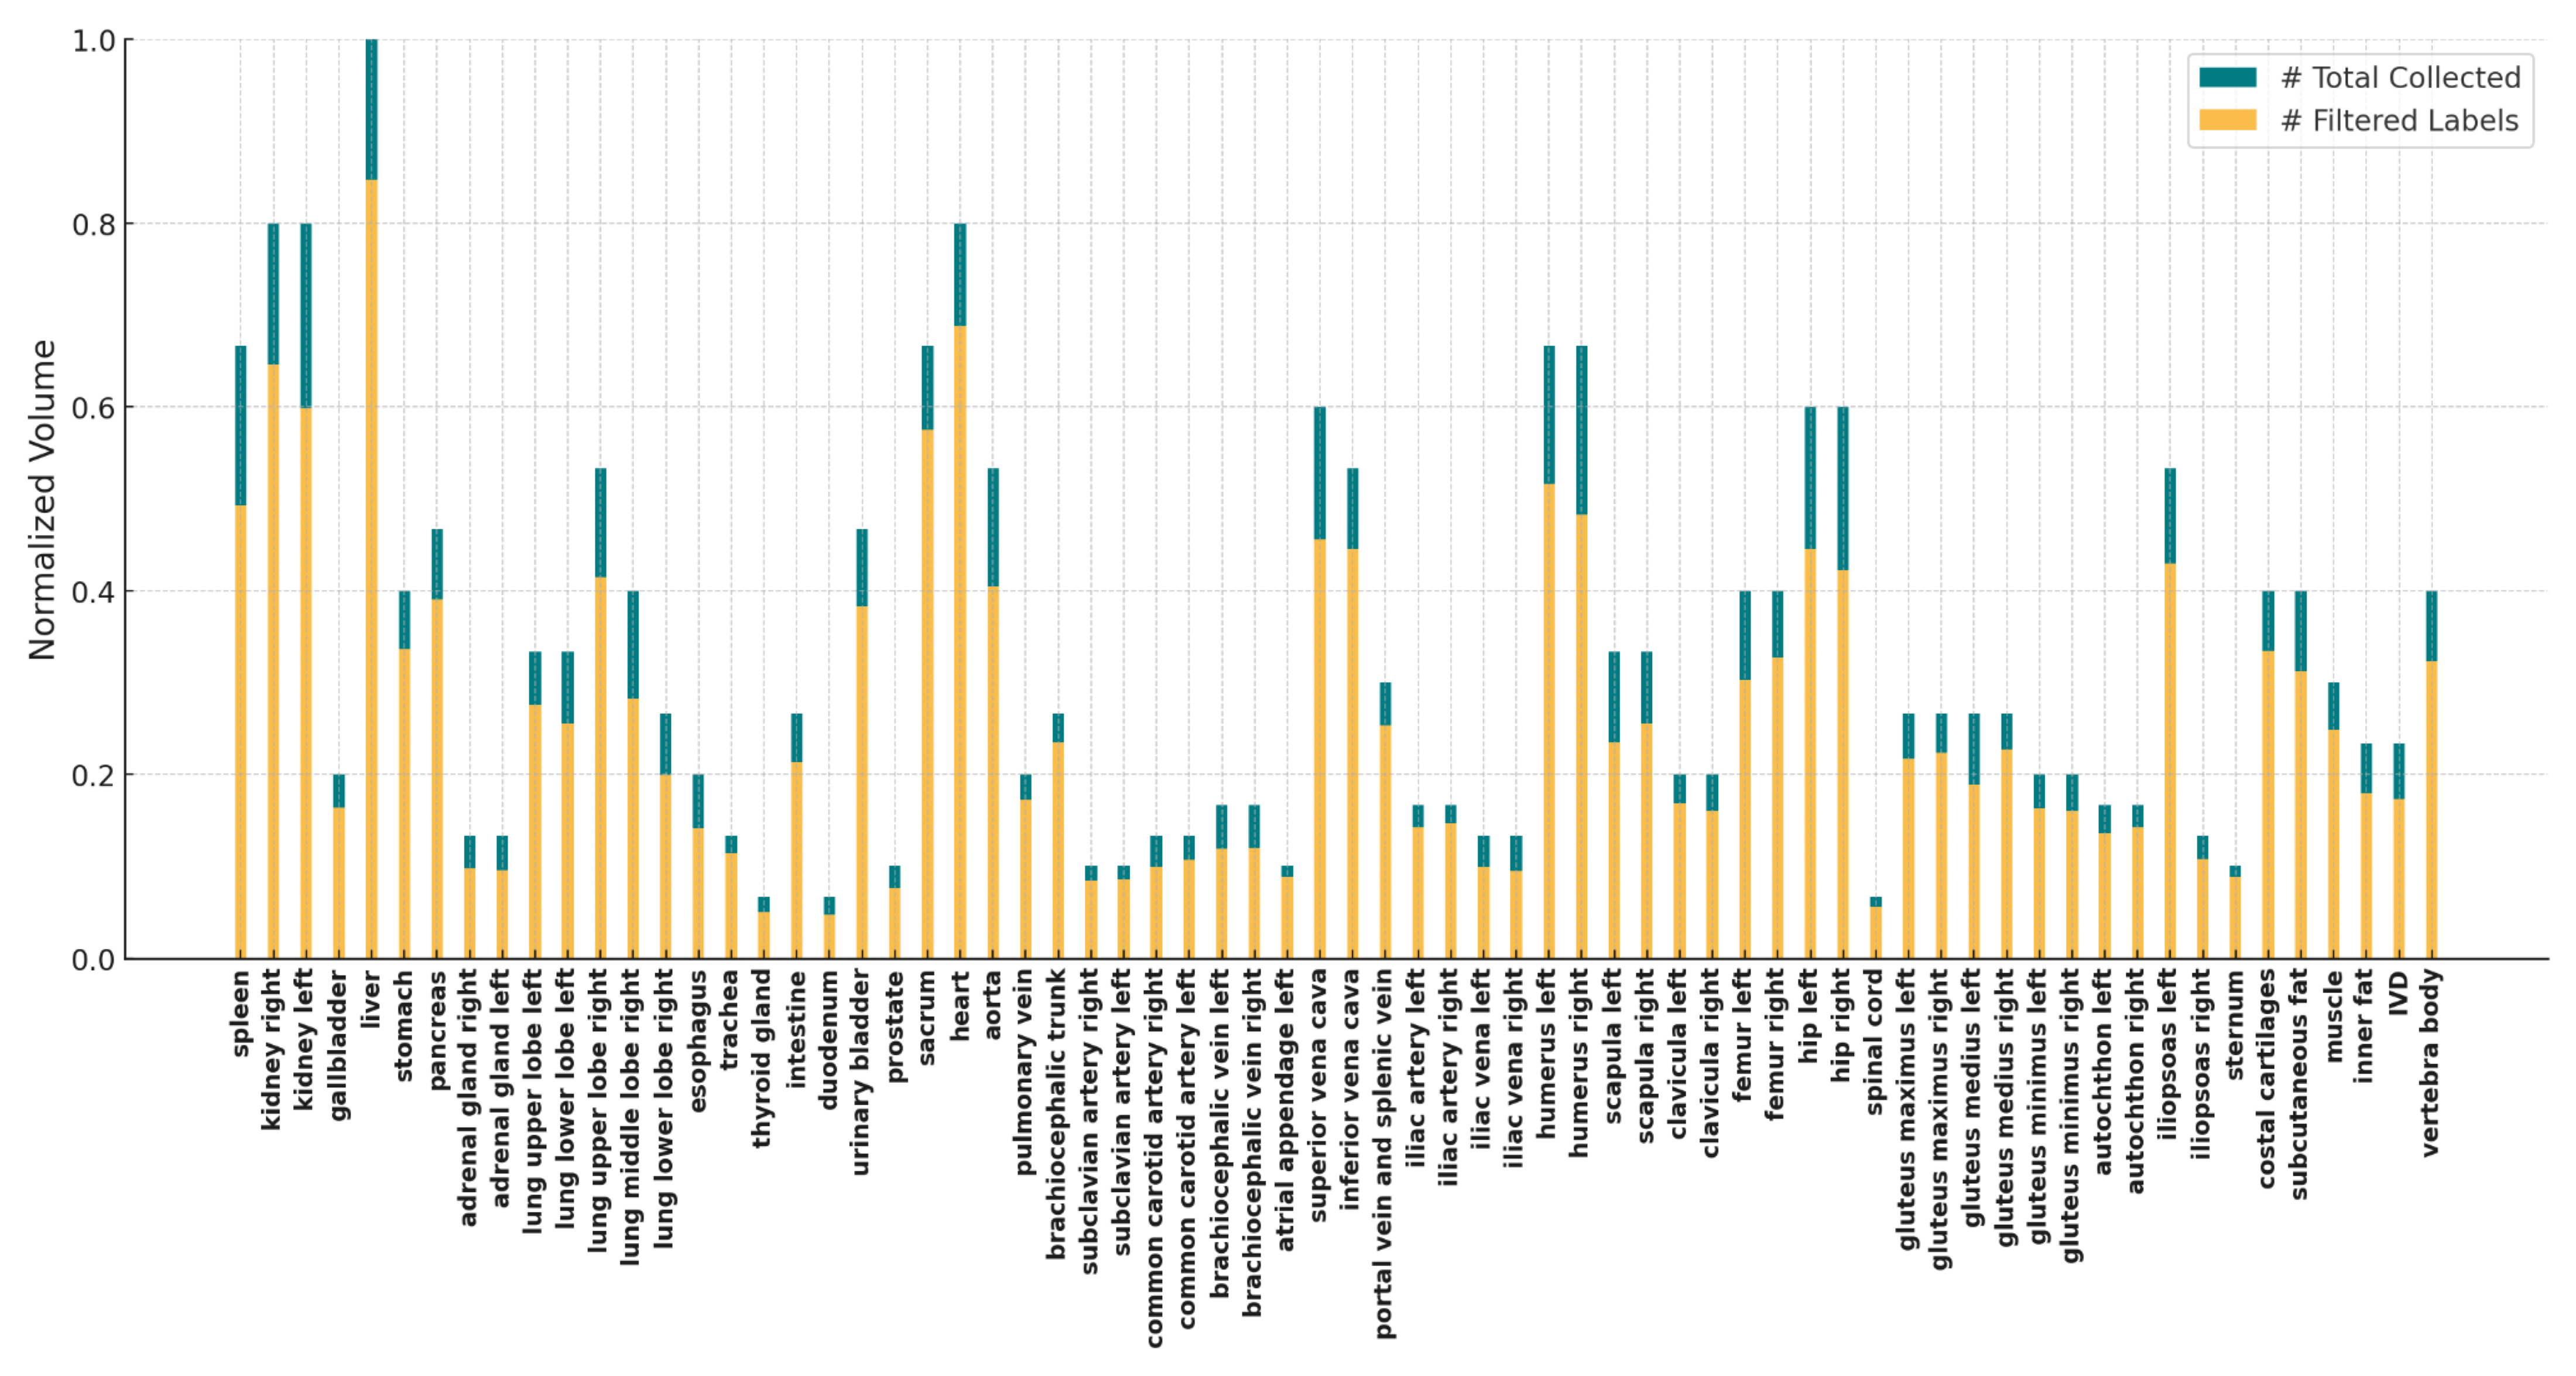 # Total Collected
# Filtered Labels
Normalized Volume
1.0
0.8
0.6
0.4
0.2
0.0
spleen
kidney right
kidney left
gallbladder
liver
stomach
pancreas
adrenal gland right
adrenal gland left
lung upper lobe left
lung lower lobe left
lung upper lobe right
lung middle lobe right
lung lower lobe right
esophagus
trachea
thyroid gland
intestine
duodenum
urinary bladder
prostate
sacrum
heart
aorta
pulmonary vein
brachiocephalic trunk
subclavian artery right
subclavian artery left
common carotid artery right
common carotid artery left
brachiocephalic vein left
brachiocephalic vein right
atrial appendage left
superior vena cava
inferior vena cava
portal vein and splenic vein
iliac artery left
iliac artery right
iliac vena left
iliac vena right
humerus left
humerus right
scapula left
scapula right
clavicula left
clavicula right
femur left
femur right
hip left
hip right
spinal cord
gluteus maximus left
gluteus maximus right
gluteus medius left
gluteus medius right
gluteus minimus left
gluteus minimus right
autochthon left
autochthon right
iliopsoas left
iliopsoas right
sternum
costal cartilages
subcutaneous fat
muscle
inner fat
IVD
vertebra body